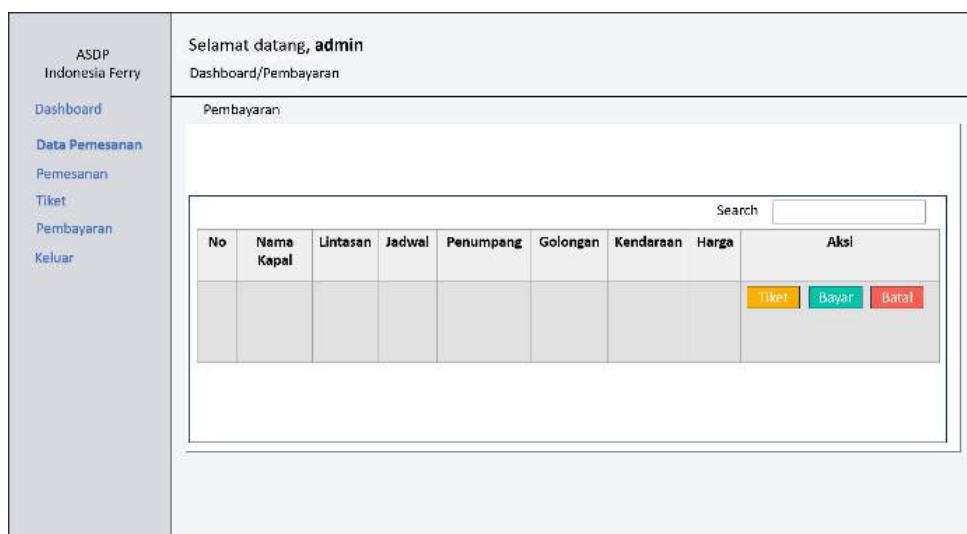 ASDP
Indonesia Ferry
Dashboard
Data Pemesanan
Pemesanan
Tiket
Pembayaran
Keluar
Selamat datang, admin
Dashboard/Pembayaran
Pembayaran
Search
No Nama Kapal Lintasan Jadwal Penumpang Golongan Kendaraan Harga Aksi
Tiket Bayar Batal